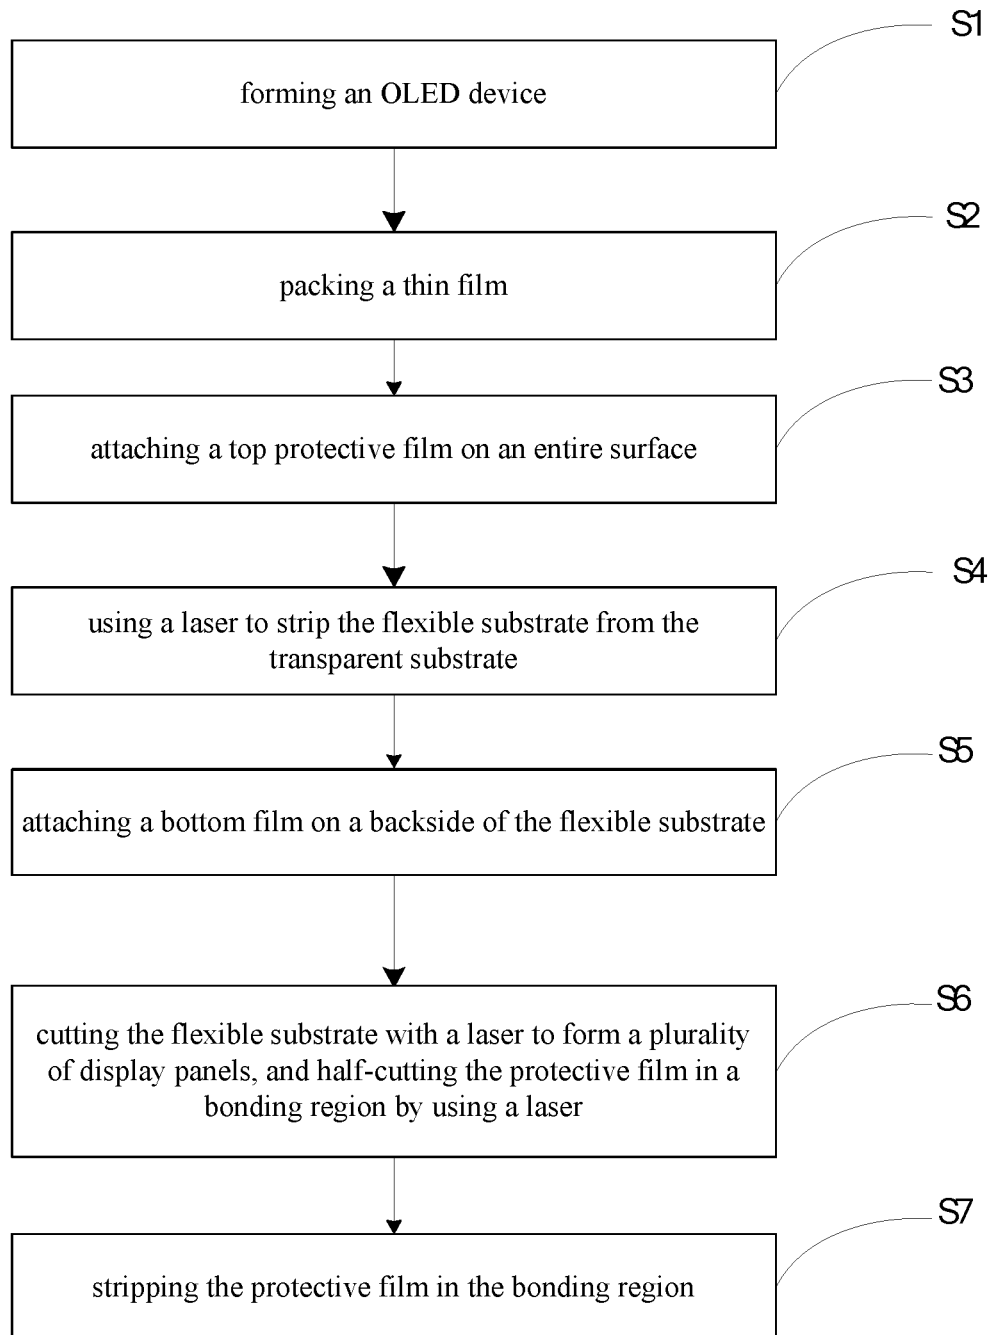 S1
forming an OLED device
S2
packing a thin film
S3
attaching a top protective film on an entire surface
S4
using a laser to strip the flexible substrate from the
transparent substrate
S5
attaching a bottom film on a backside of the flexible substrate
S6
cutting the flexible substrate with a laser to form a plurality
of display panels, and half-cutting the protective film in a
bonding region by using a laser
S7
stripping the protective film in the bonding region